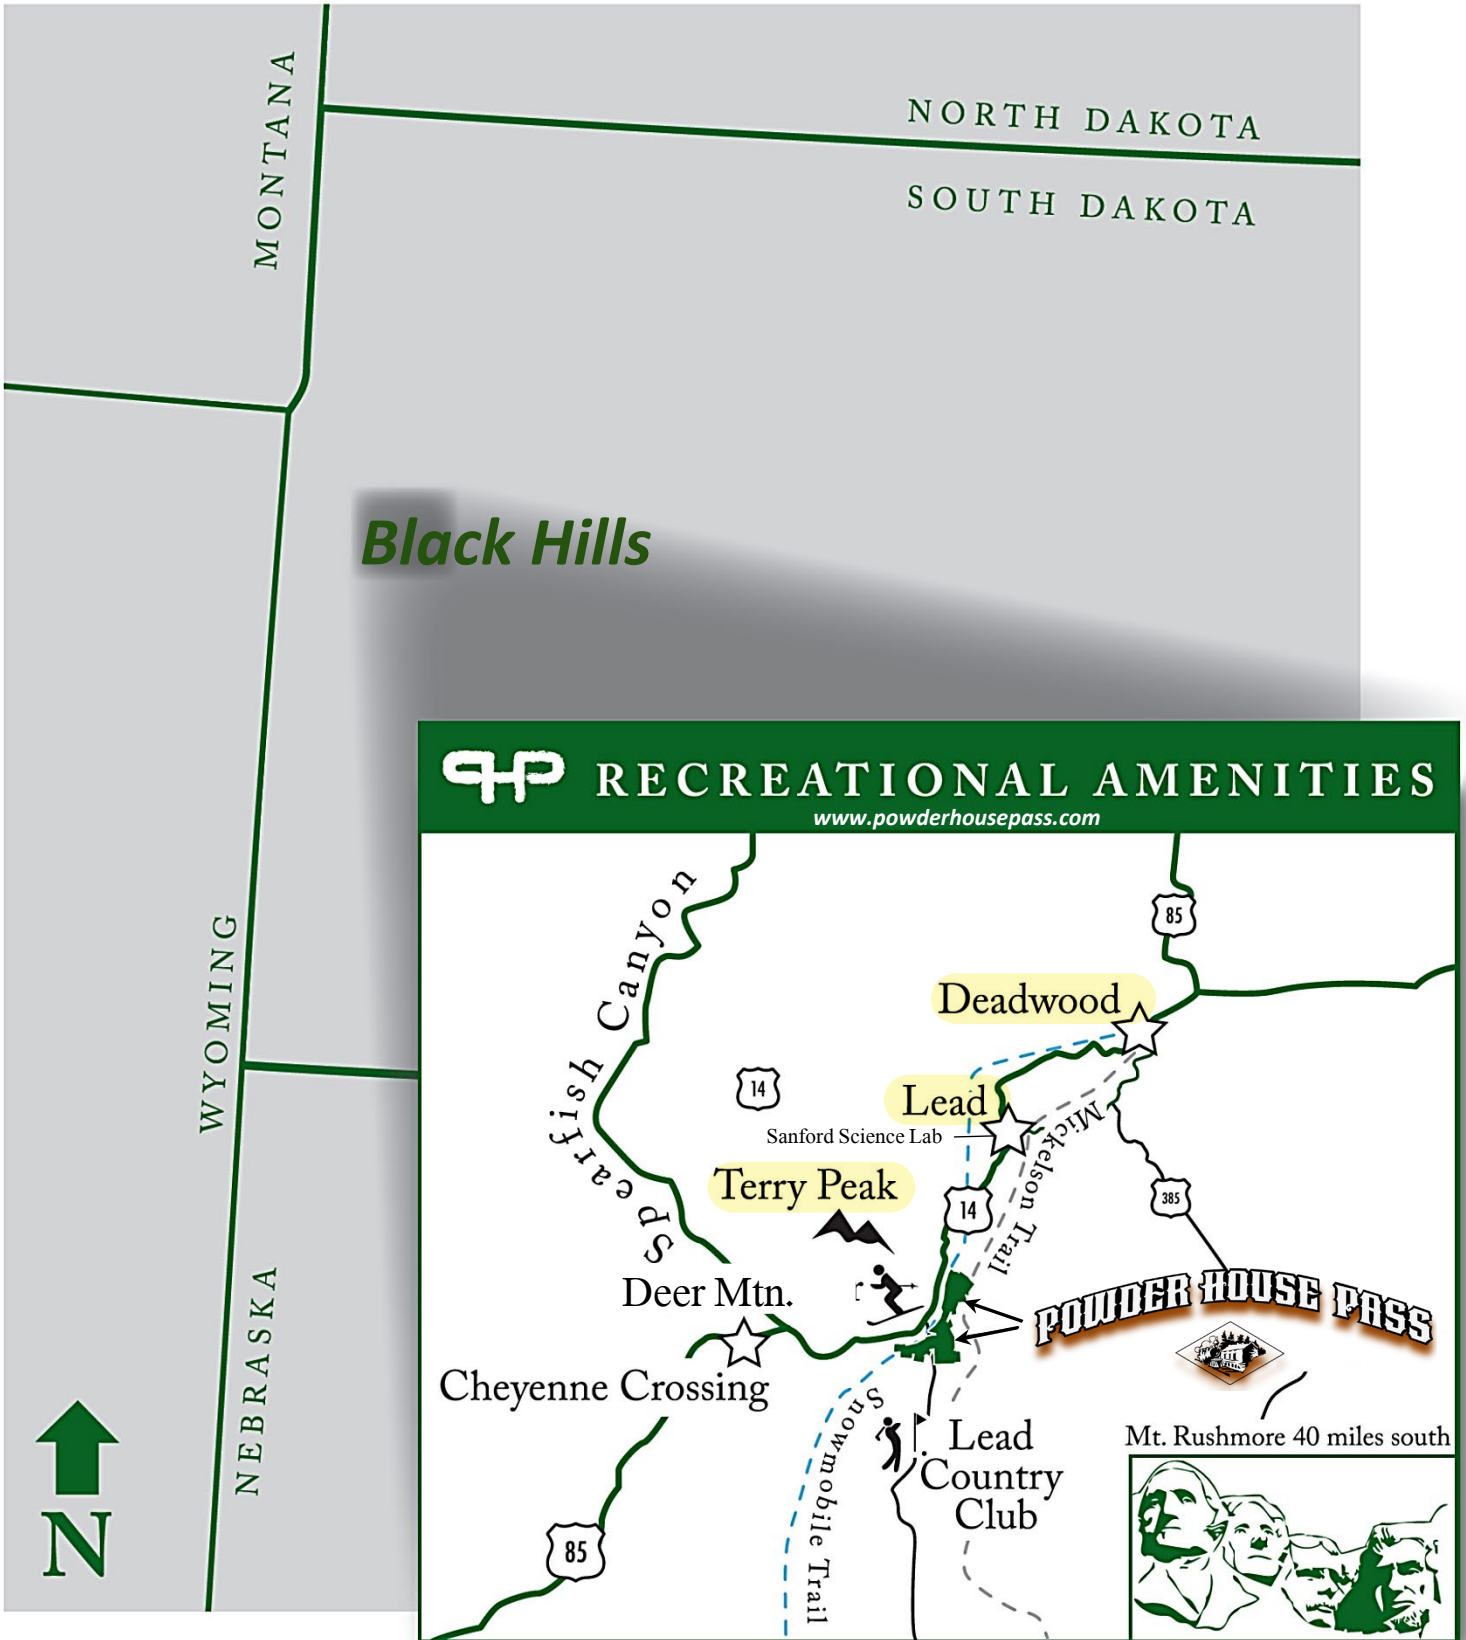 MONTANA
NORTH DAKOTA
SOUTH DAKOTA
Black Hills
WYOMING
NEBRASKA
N
PHP RECREATIONAL AMENITIES
www.powderhousepass.com
Spearfish Canyon
85
Deadwood
14
Lead
Sanford Science Lab
Mickelson Trail
Terry Peak
14
385
Deer Mtn.
POWDER HOUSE PASS
Cheyenne Crossing
Snowmobile Trail
Lead
Country
Club
Mt. Rushmore 40 miles south
85